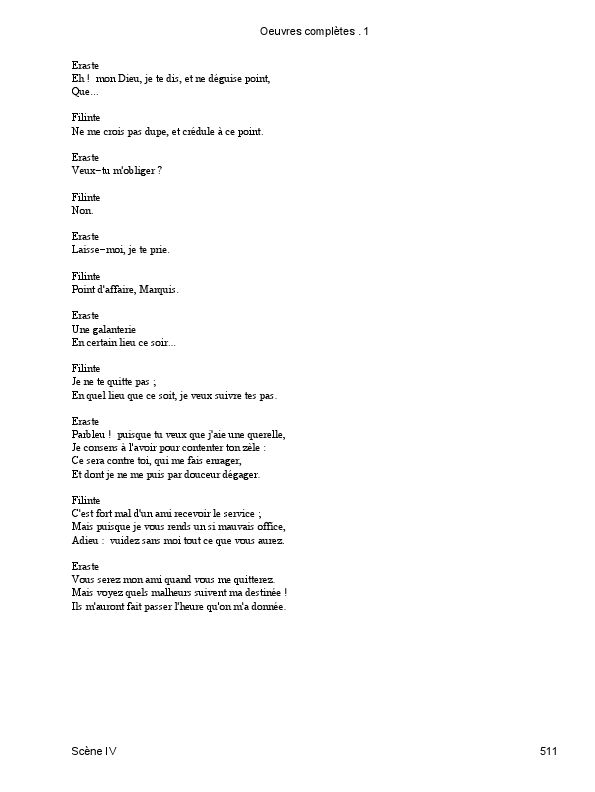 Oeuvres complètes . 1
Eraste
Eh ! mon Dieu, je te dis, et ne déguise point,
Que...
Filinte
Ne me crois pas dupe, et crédule à ce point.
Eraste
Veux-tu m'obliger ?
Filinte
Non.
Eraste
Laisse-moi, je te prie.
Filinte
Point d'affaire, Marquis.
Eraste
Une galanterie
En certain lieu ce soir...
Filinte
Je ne te quitte pas ;
En quel lieu que ce soit, je veux suivre tes pas.
Eraste
Parbleu ! puisque tu veux que j'aie une querelle,
Je consens à l'avoir pour contenter ton zèle :
Ce sera contre toi, qui me fais enrager,
Et dont je ne me puis par douceur dégager.
Filinte
C'est fort mal d'un ami recevoir le service ;
Mais puisque je vous rends un si mauvais office,
Adieu : vuidez sans moi tout ce que vous aurez.
Eraste
Vous serez mon ami quand vous me quitterez.
Mais voyez quels malheurs suivent ma destinée !
Ils m'auront fait passer l'heure qu'on m'a donnée.
Scène IV 511